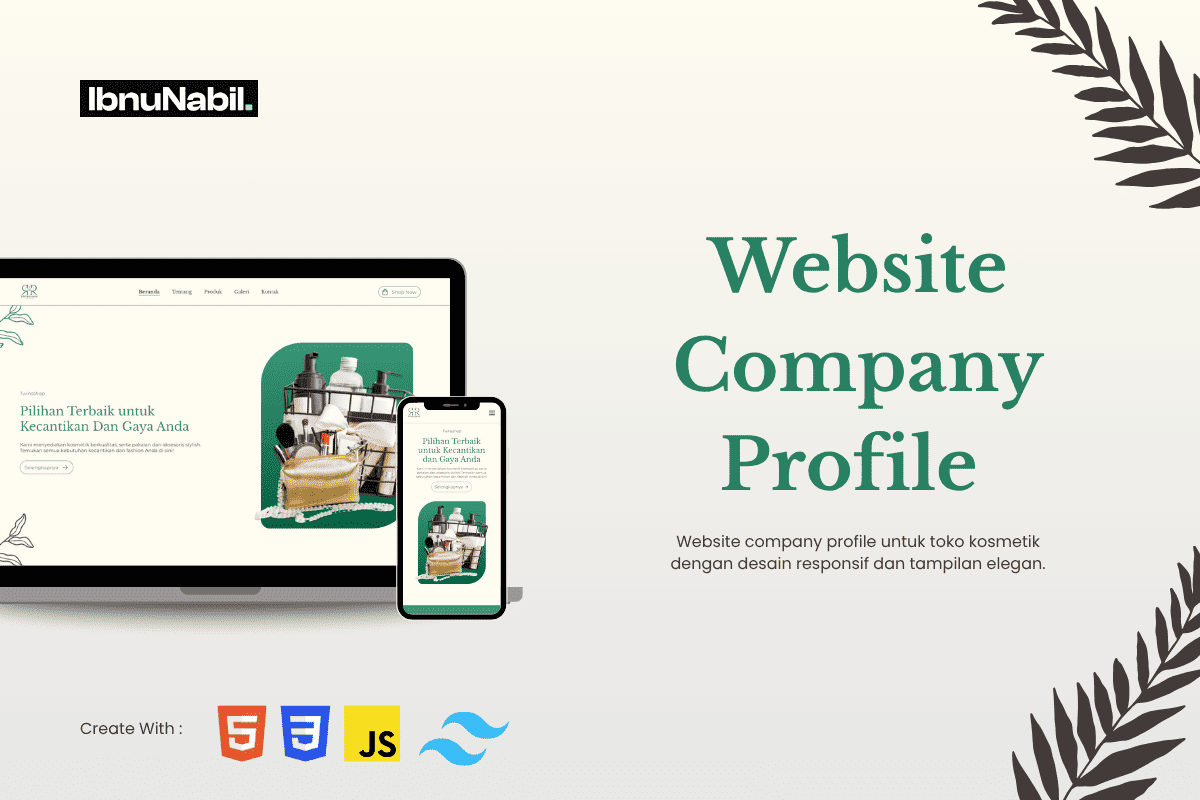 IbnuNabil.
Website
Company
Profile
Website company profile untuk toko kosmetik
dengan desain responsif dan tampilan elegan.
Beranda Tentang Produk Galeri Kontak Shop Now
Pilihan Terbaik untuk
Kecantikan Dan Gaya Anda
Kami menyediakan kosmetik berkualitas, serta pakaian dan aksesoris stylish.
Temukan semua kebutuhan kecantikan dan fashion Anda di sini!
Selengkapnya
Pilihan Terbaik
untuk Kecantikan
dan Gaya Anda
Selengkapnya
Create With :
5
3
JS